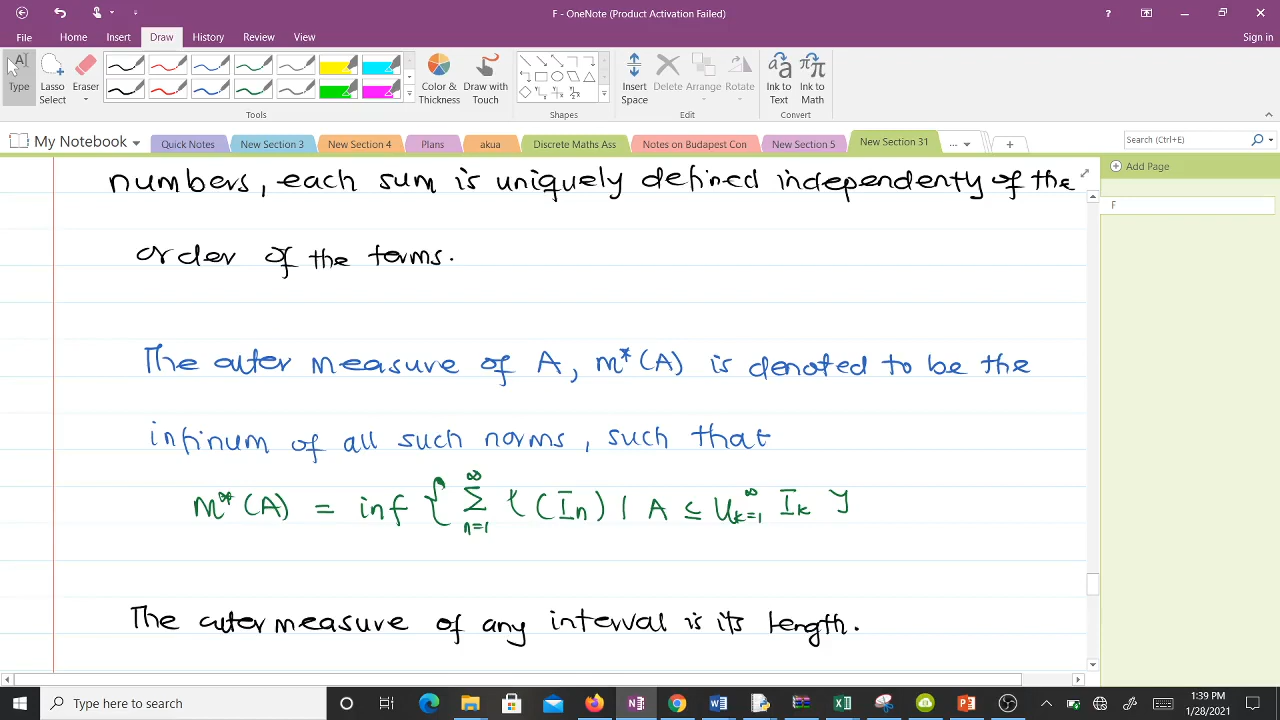 F - OneNote (Product Activation Failed)
? 
Sign in
File Home Insert Draw History Review View
Type
Lasso Select
Eraser
Color & Thickness
Draw with Touch
Insert Space
Delete
Arrange
Rotate
Ink to Text
Ink to Math
Tools Shapes Edit Convert
My Notebook Quick Notes New Section 3 New Section 4 Plans akua Discrete Maths Ass Notes on Budapest Con New Section 5 New Section 31 ... +
Search (Ctrl+E)
Add Page
F
numbers, each sum is uniquely defined independenty of the
order of the terms.
The outer measure of A, m*(A) is denoted to be the
infinum of all such norms, such that
m*(A) = inf { ∑_{n=1}^{∞} ℓ(In) | A ⊆ ∪_{k=1}^{∞} Ik }
The outer measure of any interval is its length.
Type here to search
1:39 PM
1/28/2021